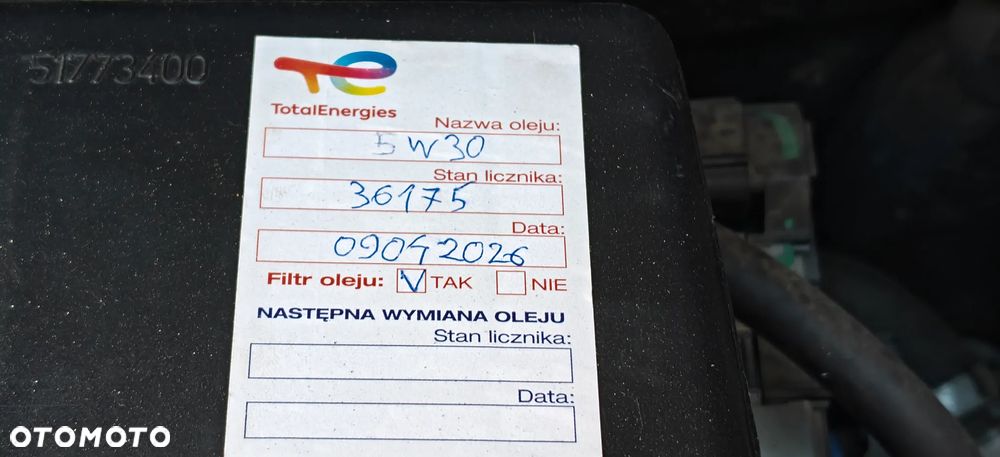 51773400
TotalEnergies
Nazwa oleju:
5W30
Stan licznika:
36175
Data:
09042026
Filtr oleju: V TAK NIE
NASTĘPNA WYMIANA OLEJU
Stan licznika:
Data:
OTOMOTO